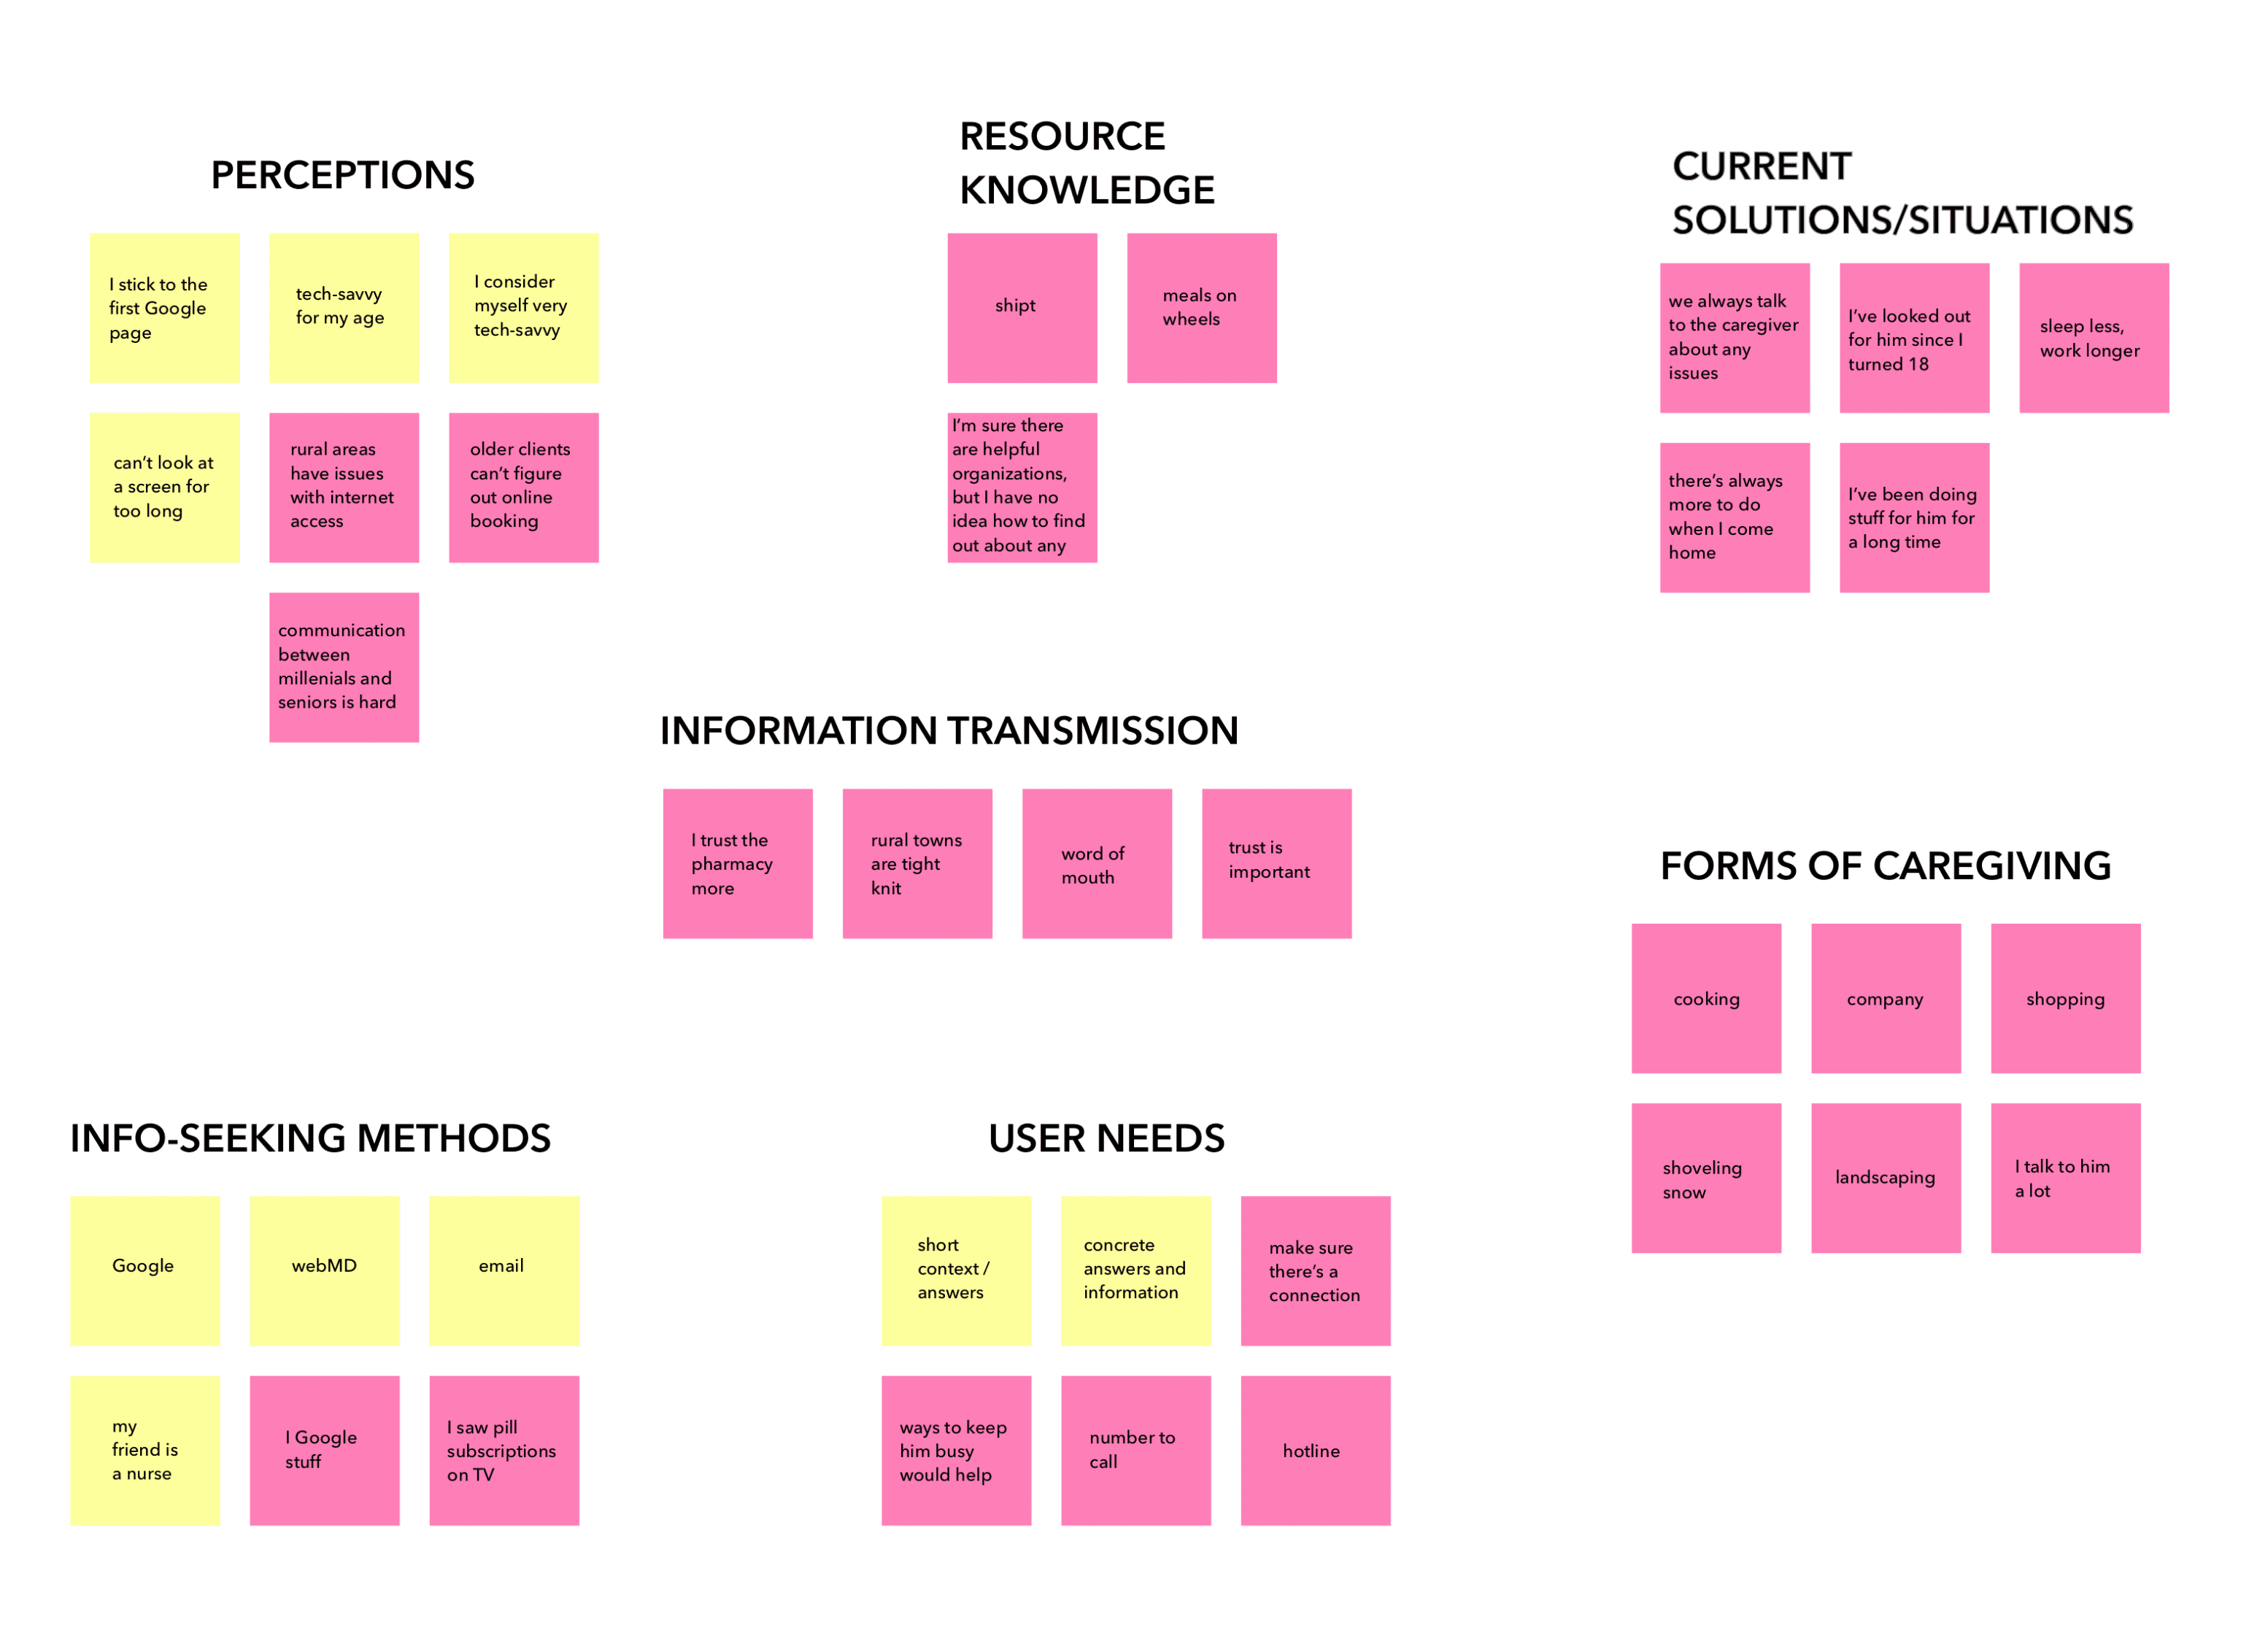 PERCEPTIONS
I stick to the
first Google
page
tech-savvy
for my age
I consider
myself very
tech-savvy
can't look at
a screen for
too long
rural areas
have issues
with internet
access
older clients
can't figure
out online
booking
communication
between
millenials and
seniors is hard
RESOURCE
KNOWLEDGE
shipt
meals on
wheels
I'm sure there
are helpful
organizations,
but I have no
idea how to find
out about any
CURRENT
SOLUTIONS/SITUATIONS
we always talk
to the caregiver
about any
issues
I've looked out
for him since I
turned 18
sleep less,
work longer
there's always
more to do
when I come
home
I've been doing
stuff for him for
a long time
INFORMATION TRANSMISSION
I trust the
pharmacy
more
rural towns
are tight
knit
word of
mouth
trust is
important
FORMS OF CAREGIVING
cooking
company
shopping
shoveling
snow
landscaping
I talk to him
a lot
INFO-SEEKING METHODS
Google
webMD
email
my
friend is
a nurse
I Google
stuff
I saw pill
subscriptions
on TV
USER NEEDS
short
context /
answers
concrete
answers and
information
make sure
there's a
connection
ways to keep
him busy
would help
number to
call
hotline